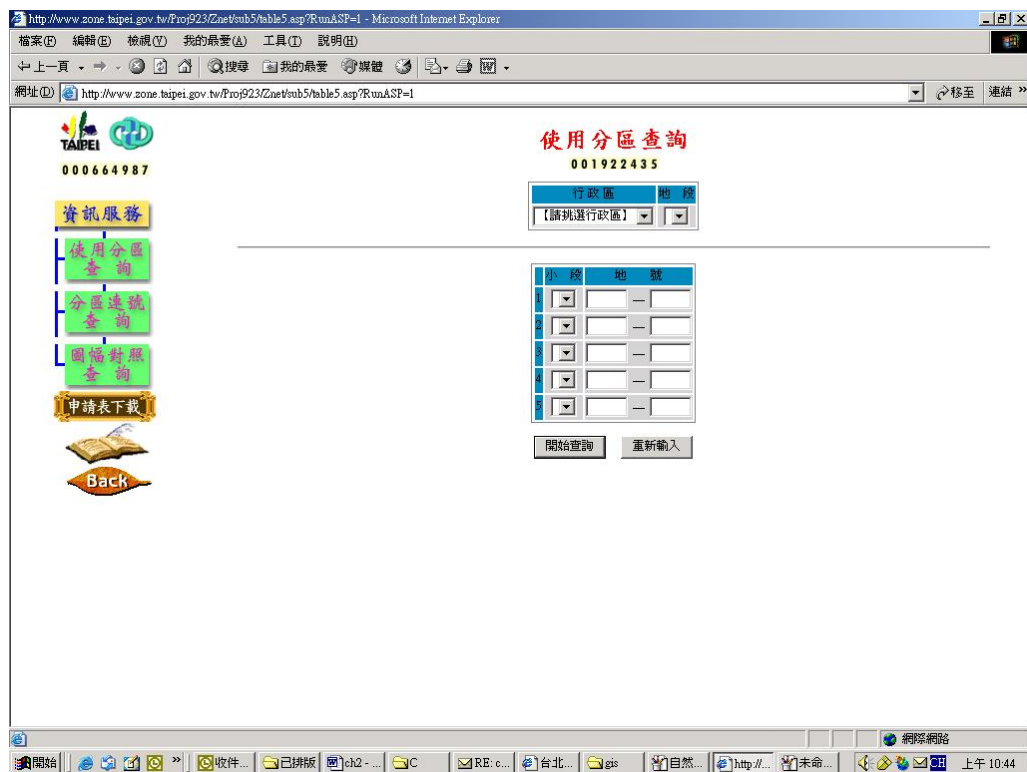 http://www.zone.taipei.gov.tw/Proj923/Znet/sub5/table5.asp?RunASP=1 - Microsoft Internet Explorer
檔案(F) 編輯(E) 檢視(V) 我的最愛(A) 工具(T) 說明(H)
上一頁 搜尋 我的最愛 媒體
網址(D) http://www.zone.taipei.gov.tw/Proj923/Znet/sub5/table5.asp?RunASP=1 移至 連結 »
TAIPEI
000664987
資訊服務
使用分區
查 詢
分區連號
查 詢
圖幅對照
查 詢
申請表下載
Back
使用分區查詢
001922435
行政區 地 段
【請挑選行政區】
小 段 地 號
1 —
2 —
3 —
4 —
5 —
開始查詢 重新輸入
網際網路
開始 » 收件... 已排版 ch2 - ... C RE: c... 台北... gis 自然... http://... 未命... CH 上午 10:44